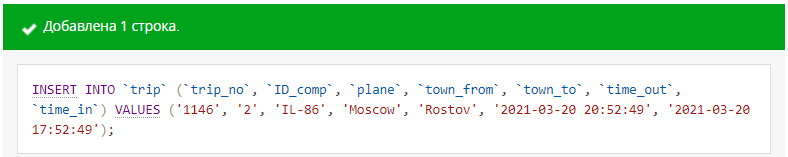 Добавлена 1 строка.
INSERT INTO `trip` (`trip_no`, `ID_comp`, `plane`, `town_from`, `town_to`, `time_out`,
`time_in`) VALUES ('1146', '2', 'IL-86', 'Moscow', 'Rostov', '2021-03-20 20:52:49', '2021-03-20
17:52:49');